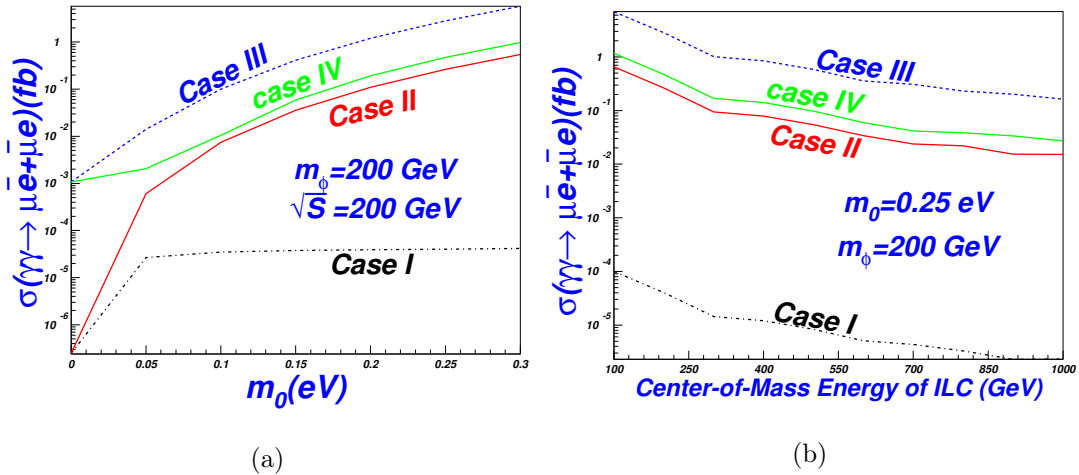 σ(γγ→ μē+μ̄e)(fb)
1
10⁻¹
10⁻²
10⁻³
10⁻⁴
10⁻⁵
10⁻⁶
Case III
case IV
Case II
m_ϕ=200 GeV
√S =200 GeV
Case I
0 0.05 0.1 0.15 0.2 0.25 0.3
m₀(eV)
(a)
σ(γγ→ μē+μ̄e)(fb)
1
10⁻¹
10⁻²
10⁻³
10⁻⁴
10⁻⁵
Case III
case IV
Case II
m₀=0.25 eV
m_ϕ=200 GeV
Case I
100 250 400 550 700 850 1000
Center-of-Mass Energy of ILC (GeV)
(b)